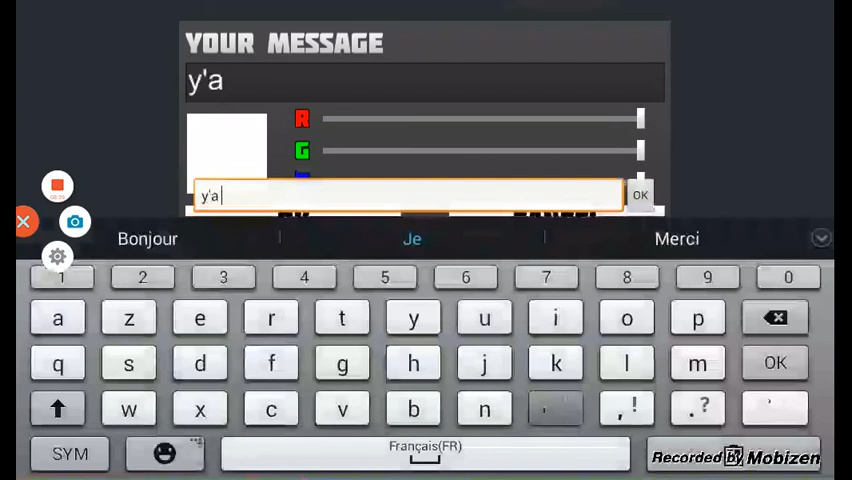 YOUR MESSAGE
y'a
R
G
y'a
OK
Bonjour
Je
Merci
1 2 3 4 5 6 7 8 9 0
a z e r t y u i o p
q s d f g h j k l m
OK
w x c v b n ' ,! .? '
Français(FR)
SYM
Recorded by Mobizen